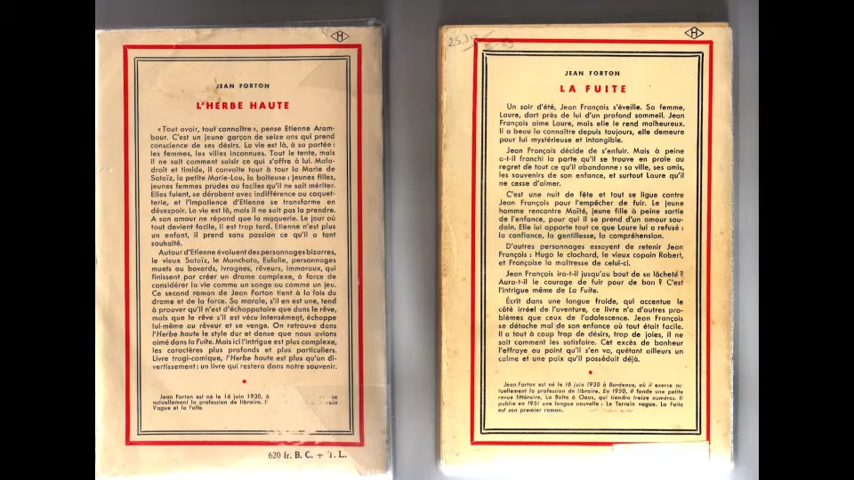 JEAN FORTON
L'HERBE HAUTE
« Tout avoir, tout connaître », pense Etienne Aram-
bour. C'est un jeune garçon de seize ans qui prend
conscience de ses désirs. La vie est là, à sa portée :
les femmes, les villes inconnues. Tout le tente, mais
il ne sait comment saisir ce qui s'offre à lui. Mala-
droit et timide, il convoite tour à tour la Marie de
Sataïz, la petite Marie-Lou, la boiteuse : jeunes filles,
jeunes femmes prudes ou faciles qu'il ne sait mériter.
Elles fuient, se dérobent avec indifférence ou coquet-
terie, et l'impatience d'Etienne se transforme en
désespoir. La vie est là, mais il ne sait pas la prendre.
A son amour ne répond que la moquerie. Le jour où
tout devient facile, il est trop tard. Etienne n'est plus
un enfant, il prend sans passion ce qu'il a tant
souhaité.
Autour d'Etienne évoluent des personnages bizarres,
le vieux Sataïz, le Manchota, Eulalie, personnages
muets ou bavards, ivrognes, rêveurs, immoraux, qui
finissent par créer un drame complexe, à force de
considérer la vie comme un songe ou comme un jeu.
Ce second roman de Jean Forton tient à la fois du
drame et de la farce. Sa morale, s'il en est une, tend
à prouver qu'il n'est d'échappatoire que dans le rêve,
mais que le rêve s'il est vécu intensément, échappe
lui-même au rêveur et se venge. On retrouve dans
l'Herbe haute le style dur et dense que nous avions
aimé dans la Fuite. Mais ici l'intrigue est plus complexe,
les caractères plus profonds et plus particuliers.
Livre tragi-comique, l'Herbe haute est plus qu'un di-
vertissement : un livre qui restera dans notre souvenir.
Jean Forton est né le 16 juin 1930, à
actuellement la profession de libraire. I
Vague et la Fuite.
620 fr. B. C. + T. L.
H
25.30
JEAN FORTON
LA FUITE
Un soir d'été, Jean François s'éveille. Sa femme,
Laure, dort près de lui d'un profond sommeil. Jean
François aime Laure, mais elle le rend malheureux.
Il a beau la connaître depuis toujours, elle demeure
pour lui mystérieuse et intangible.
Jean François décide de s'enfuir. Mais à peine
a-t-il franchi la porte qu'il se trouve en proie au
regret de tout ce qu'il abandonne : sa ville, ses amis,
les souvenirs de son enfance, et surtout Laure qu'il
ne cesse d'aimer.
C'est une nuit de fête et tout se ligue contre
Jean François pour l'empêcher de fuir. Le jeune
homme rencontre Maïté, jeune fille à peine sortie
de l'enfance, pour qui il se prend d'un amour sou-
dain. Elle lui apporte tout ce que Laure lui a refusé :
la confiance, la gentillesse, la compréhension.
D'autres personnages essayent de retenir Jean
François : Hugo le clochard, le vieux copain Robert,
et Françoise la maîtresse de celui-ci.
Jean François ira-t-il jusqu'au bout de sa lâcheté ?
Aura-t-il le courage de fuir pour de bon ? C'est
l'intrigue même de La Fuite.
Écrit dans une langue froide, qui accentue le
côté irréel de l'aventure, ce livre n'a d'autres pro-
blèmes que ceux de l'adolescence. Jean François
se détache mal de son enfance où tout était facile.
Il a tout à coup trop de désirs, trop de joies, il ne
sait comment les satisfaire. Cet excès de bonheur
l'effraye au point qu'il s'en va, quêtant ailleurs un
calme et une paix qu'il possédait déjà.
Jean Forton est né le 16 juin 1930 à Bordeaux, où il exerce ac-
tuellement la profession de libraire. En 1950, il fonde une petite
revue littéraire, La Boîte à Clous, qui tiendra treize numéros. Il
publie en 1951 une longue nouvelle : Le Terrain vague. La Fuite
est son premier roman.
H